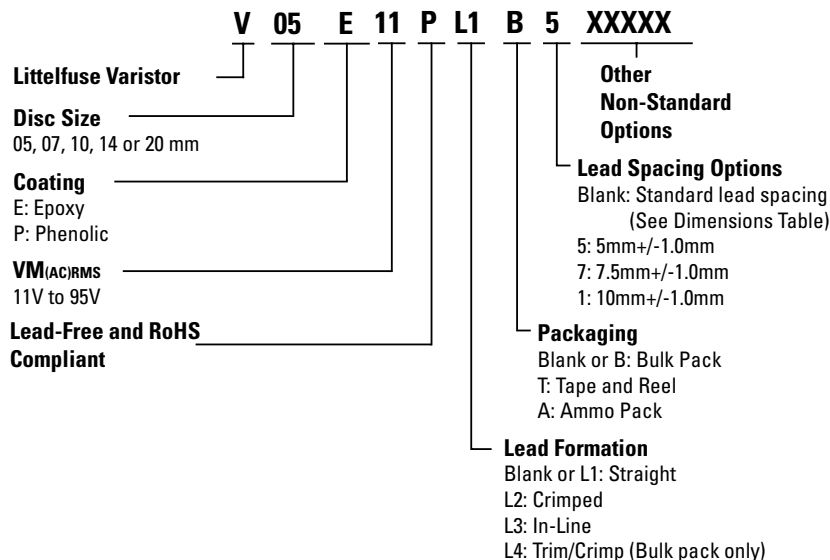 V 05 E 11 P L1 B 5 XXXXX
Littelfuse Varistor
Disc Size
05, 07, 10, 14 or 20 mm
Coating
E: Epoxy
P: Phenolic
VM(AC)RMS
11V to 95V
Lead-Free and RoHS
Compliant
Other
Non-Standard
Options
Lead Spacing Options
Blank: Standard lead spacing
(See Dimensions Table)
5: 5mm+/-1.0mm
7: 7.5mm+/-1.0mm
1: 10mm+/-1.0mm
Packaging
Blank or B: Bulk Pack
T: Tape and Reel
A: Ammo Pack
Lead Formation
Blank or L1: Straight
L2: Crimped
L3: In-Line
L4: Trim/Crimp (Bulk pack only)